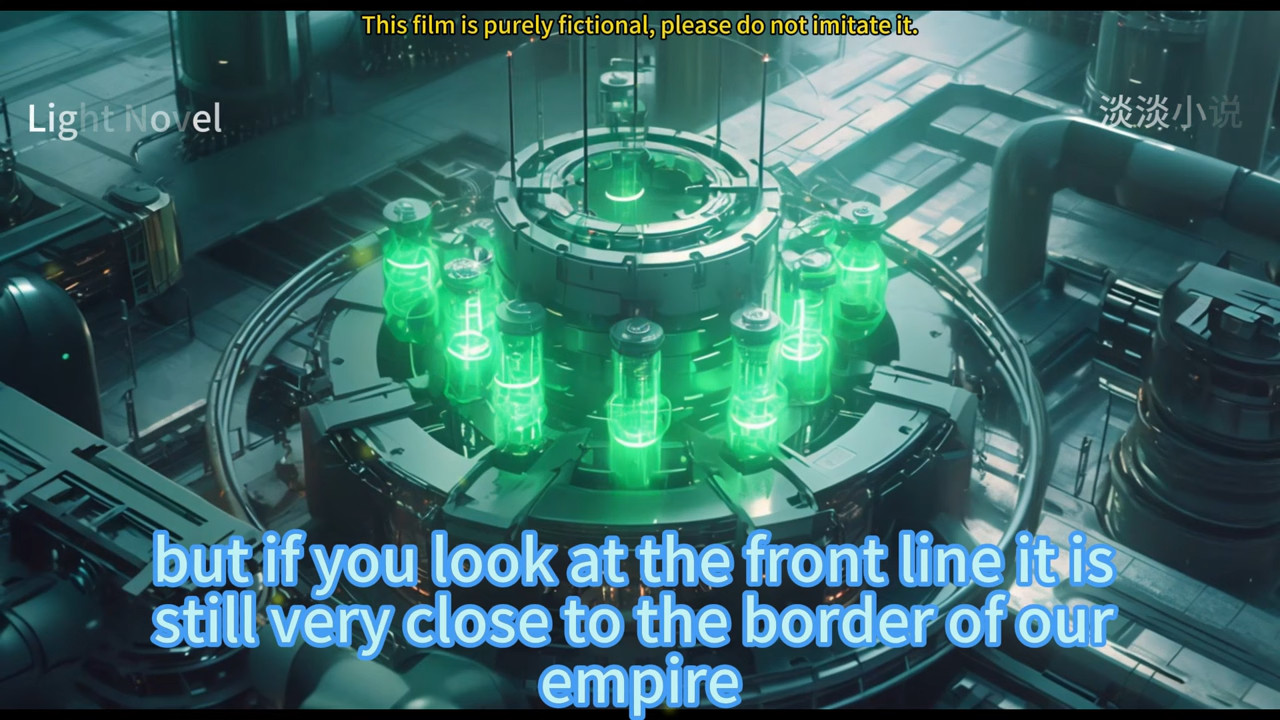 This film is purely fictional, please do not imitate it.
Light Novel
淡淡小说
but if you look at the front line it is
still very close to the border of our
empire